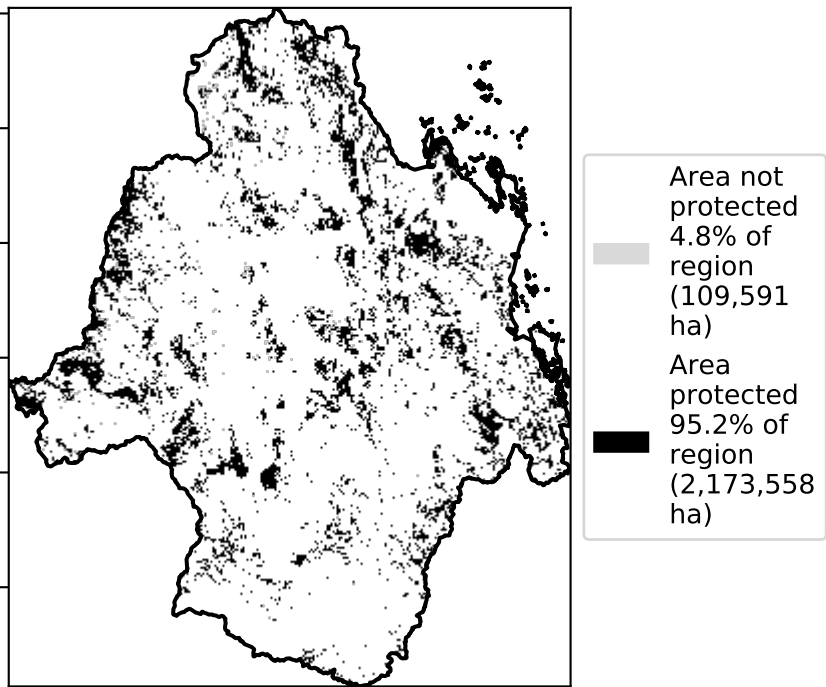 Area not
protected
4.8% of
region
(109,591
ha)
Area
protected
95.2% of
region
(2,173,558
ha)